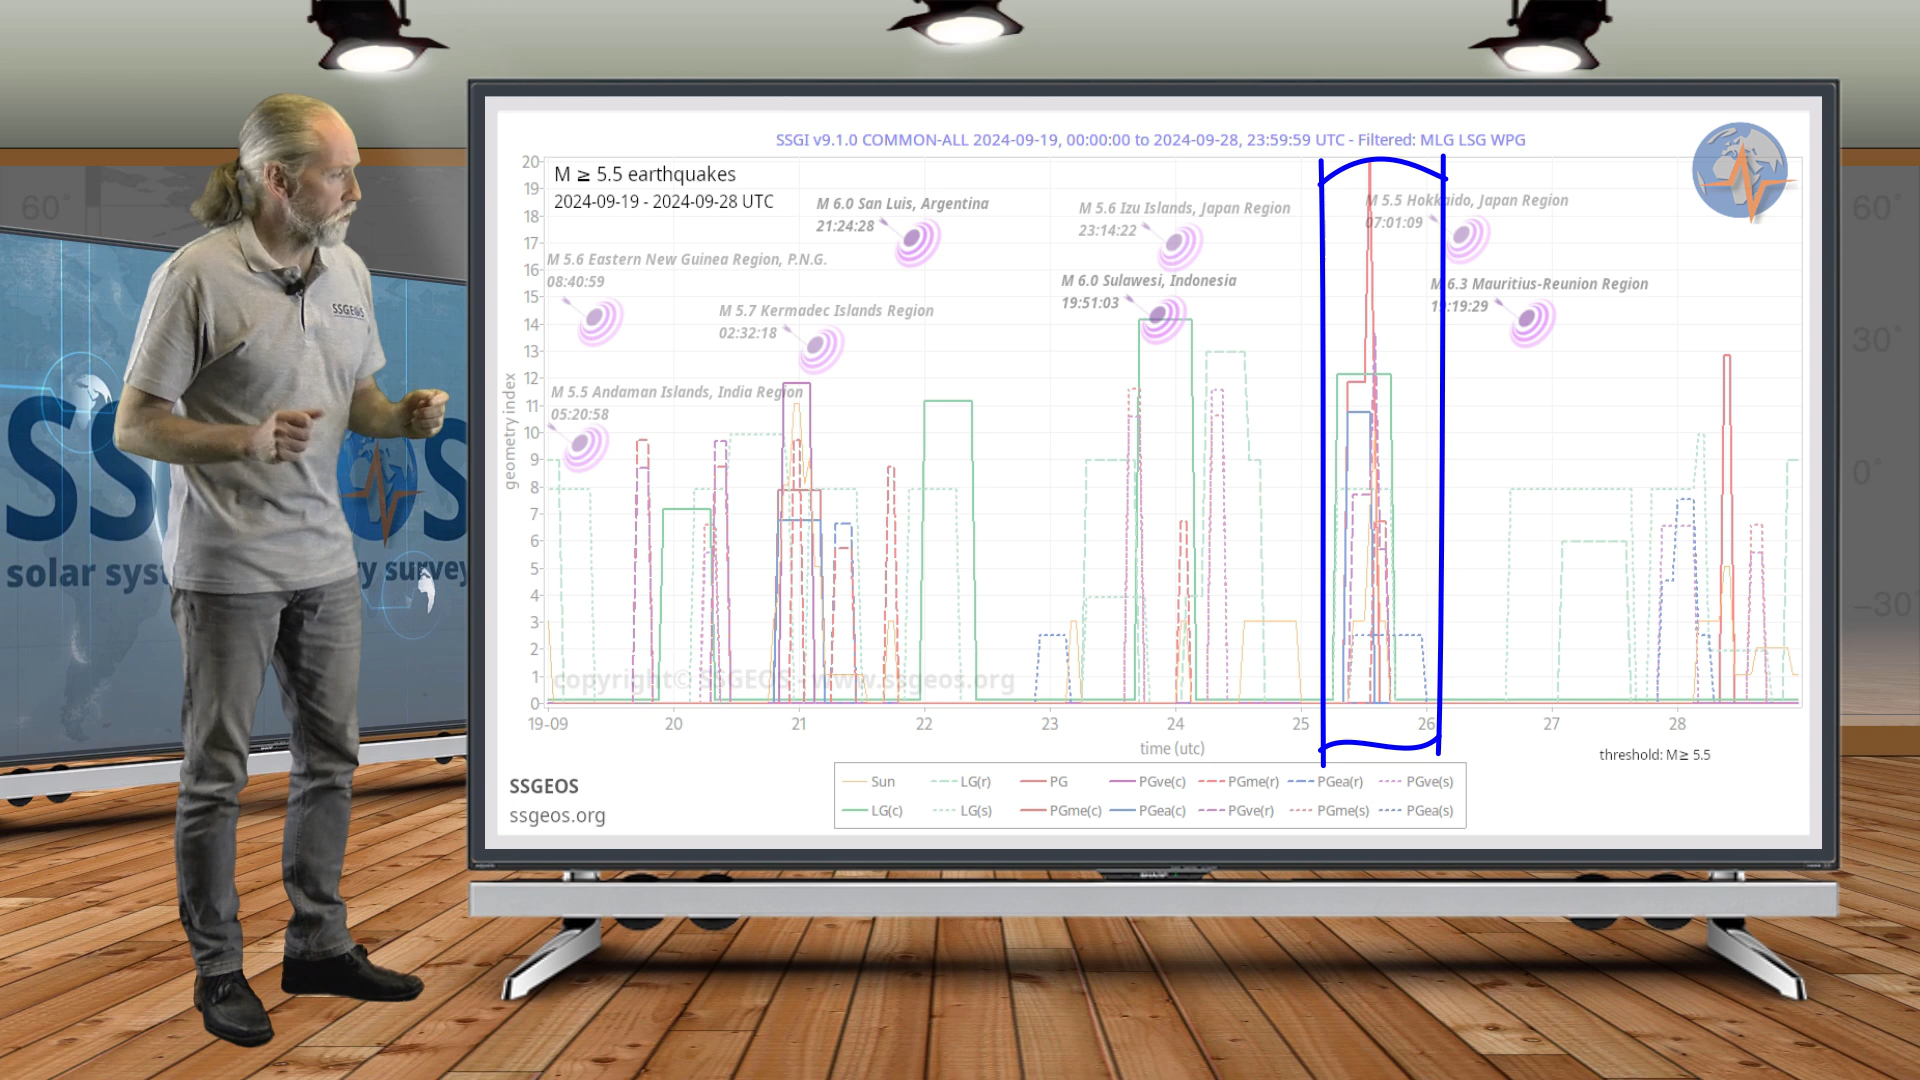 SSGI v9.1.0 COMMON-ALL 2024-09-19, 00:00:00 to 2024-09-28, 23:59:59 UTC - Filtered: MLG LSG WPG
M ≥ 5.5 earthquakes
2024-09-19 - 2024-09-28 UTC
M 6.0 San Luis, Argentina
21:24:28
M 5.6 Izu Islands, Japan Region
23:14:22
M 5.5 Hokkaido, Japan Region
07:01:09
M 5.6 Eastern New Guinea Region, P.N.G.
08:40:59
M 6.0 Sulawesi, Indonesia
19:51:03
M 6.3 Mauritius-Reunion Region
19:19:29
M 5.7 Kermadec Islands Region
02:32:18
M 5.5 Andaman Islands, India Region
05:20:58
geometry index
20
19
18
17
16
15
14
13
12
11
10
9
8
7
6
5
4
3
2
1
0
copyright© SSGEOS - www.ssgeos.org
19-09 20 21 22 23 24 25 26 27 28
time (utc)
threshold: M≥ 5.5
Sun LG(r) PG PGve(c) PGme(r) PGea(r) PGve(s)
LG(c) LG(s) PGme(c) PGea(c) PGve(r) PGme(s) PGea(s)
SSGEOS
ssgeos.org
SSGEOS
60°
60°
30°
0°
-30°
SS OS
solar syst y survey